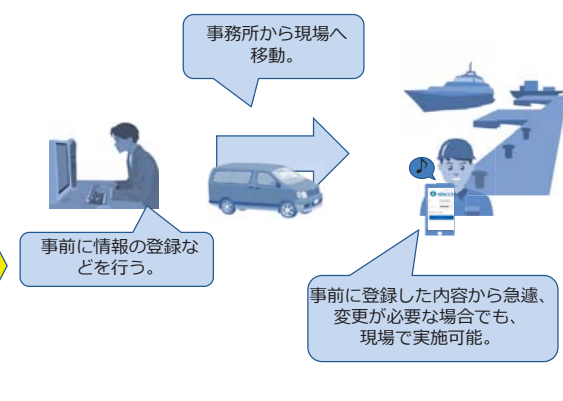 事務所から現場へ
移動。
事前に情報の登録な
どを行う。
事前に登録した内容から急遽、
変更が必要な場合でも、
現場で実施可能。